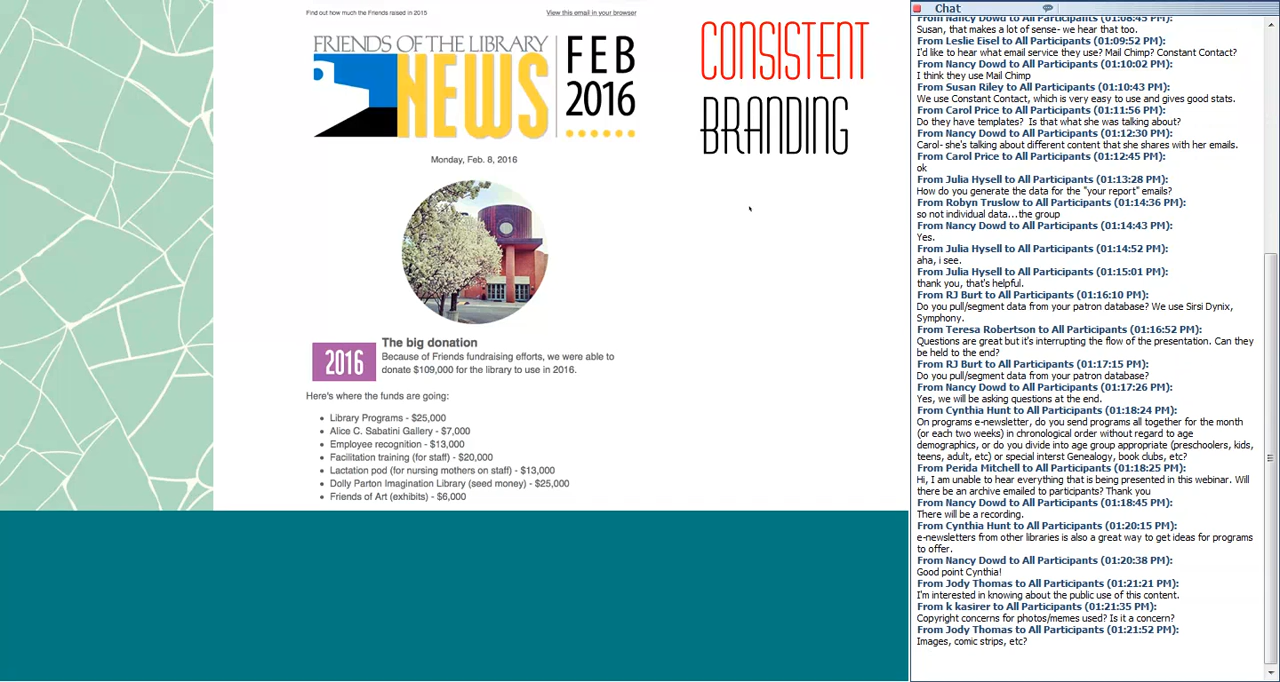 Find out how much the Friends raised in 2015
View this email in your browser
FRIENDS OF THE LIBRARY
NEWS
FEB
2016
CONSISTENT
BRANDING
Monday, Feb. 8, 2016
2016
The big donation
Because of Friends fundraising efforts, we were able to
donate $109,000 for the library to use in 2016.
Here's where the funds are going:
• Library Programs - $25,000
• Alice C. Sabatini Gallery - $7,000
• Employee recognition - $13,000
• Facilitation training (for staff) - $20,000
• Lactation pod (for nursing mothers on staff) - $13,000
• Dolly Parton Imagination Library (seed money) - $25,000
• Friends of Art (exhibits) - $6,000
Chat
From Nancy Dowd to All Participants (01:08:45 PM):
Susan, that makes a lot of sense- we hear that too.
From Leslie Eisel to All Participants (01:09:52 PM):
I'd like to hear what email service they use? Mail Chimp? Constant Contact?
From Nancy Dowd to All Participants (01:10:02 PM):
I think they use Mail Chimp
From Susan Riley to All Participants (01:10:43 PM):
We use Constant Contact, which is very easy to use and gives good stats.
From Carol Price to All Participants (01:11:56 PM):
Do they have templates? Is that what she was talking about?
From Nancy Dowd to All Participants (01:12:30 PM):
Carol- she's talking about different content that she shares with her emails.
From Carol Price to All Participants (01:12:45 PM):
ok
From Julia Hysell to All Participants (01:13:28 PM):
How do you generate the data for the "your report" emails?
From Robyn Truslow to All Participants (01:14:36 PM):
so not individual data...the group
From Nancy Dowd to All Participants (01:14:43 PM):
Yes.
From Julia Hysell to All Participants (01:14:52 PM):
aha, i see.
From Julia Hysell to All Participants (01:15:01 PM):
thank you, that's helpful.
From RJ Burt to All Participants (01:16:10 PM):
Do you pull/segment data from your patron database? We use Sirsi Dynix,
Symphony.
From Teresa Robertson to All Participants (01:16:52 PM):
Questions are great but it's interrupting the flow of the presentation. Can they
be held to the end?
From RJ Burt to All Participants (01:17:15 PM):
Do you pull/segment data from your patron database?
From Nancy Dowd to All Participants (01:17:26 PM):
Yes, we will be asking questions at the end.
From Cynthia Hunt to All Participants (01:18:24 PM):
On programs e-newsletter, do you send programs all together for the month
(or each two weeks) in chronological order without regard to age
demographics, or do you divide into age group appropriate (preschoolers, kids,
teens, adult, etc) or special interst Genealogy, book clubs, etc?
From Perida Mitchell to All Participants (01:18:25 PM):
Hi, I am unable to hear everything that is being presented in this webinar. Will
there be an archive emailed to participants? Thank you
From Nancy Dowd to All Participants (01:18:45 PM):
There will be a recording.
From Cynthia Hunt to All Participants (01:20:15 PM):
e-newsletters from other libraries is also a great way to get ideas for programs
to offer.
From Nancy Dowd to All Participants (01:20:38 PM):
Good point Cynthia!
From Jody Thomas to All Participants (01:21:21 PM):
I'm interested in knowing about the public use of this content.
From k kasirer to All Participants (01:21:35 PM):
Copyright concerns for photos/memes used? Is it a concern?
From Jody Thomas to All Participants (01:21:52 PM):
Images, comic strips, etc?